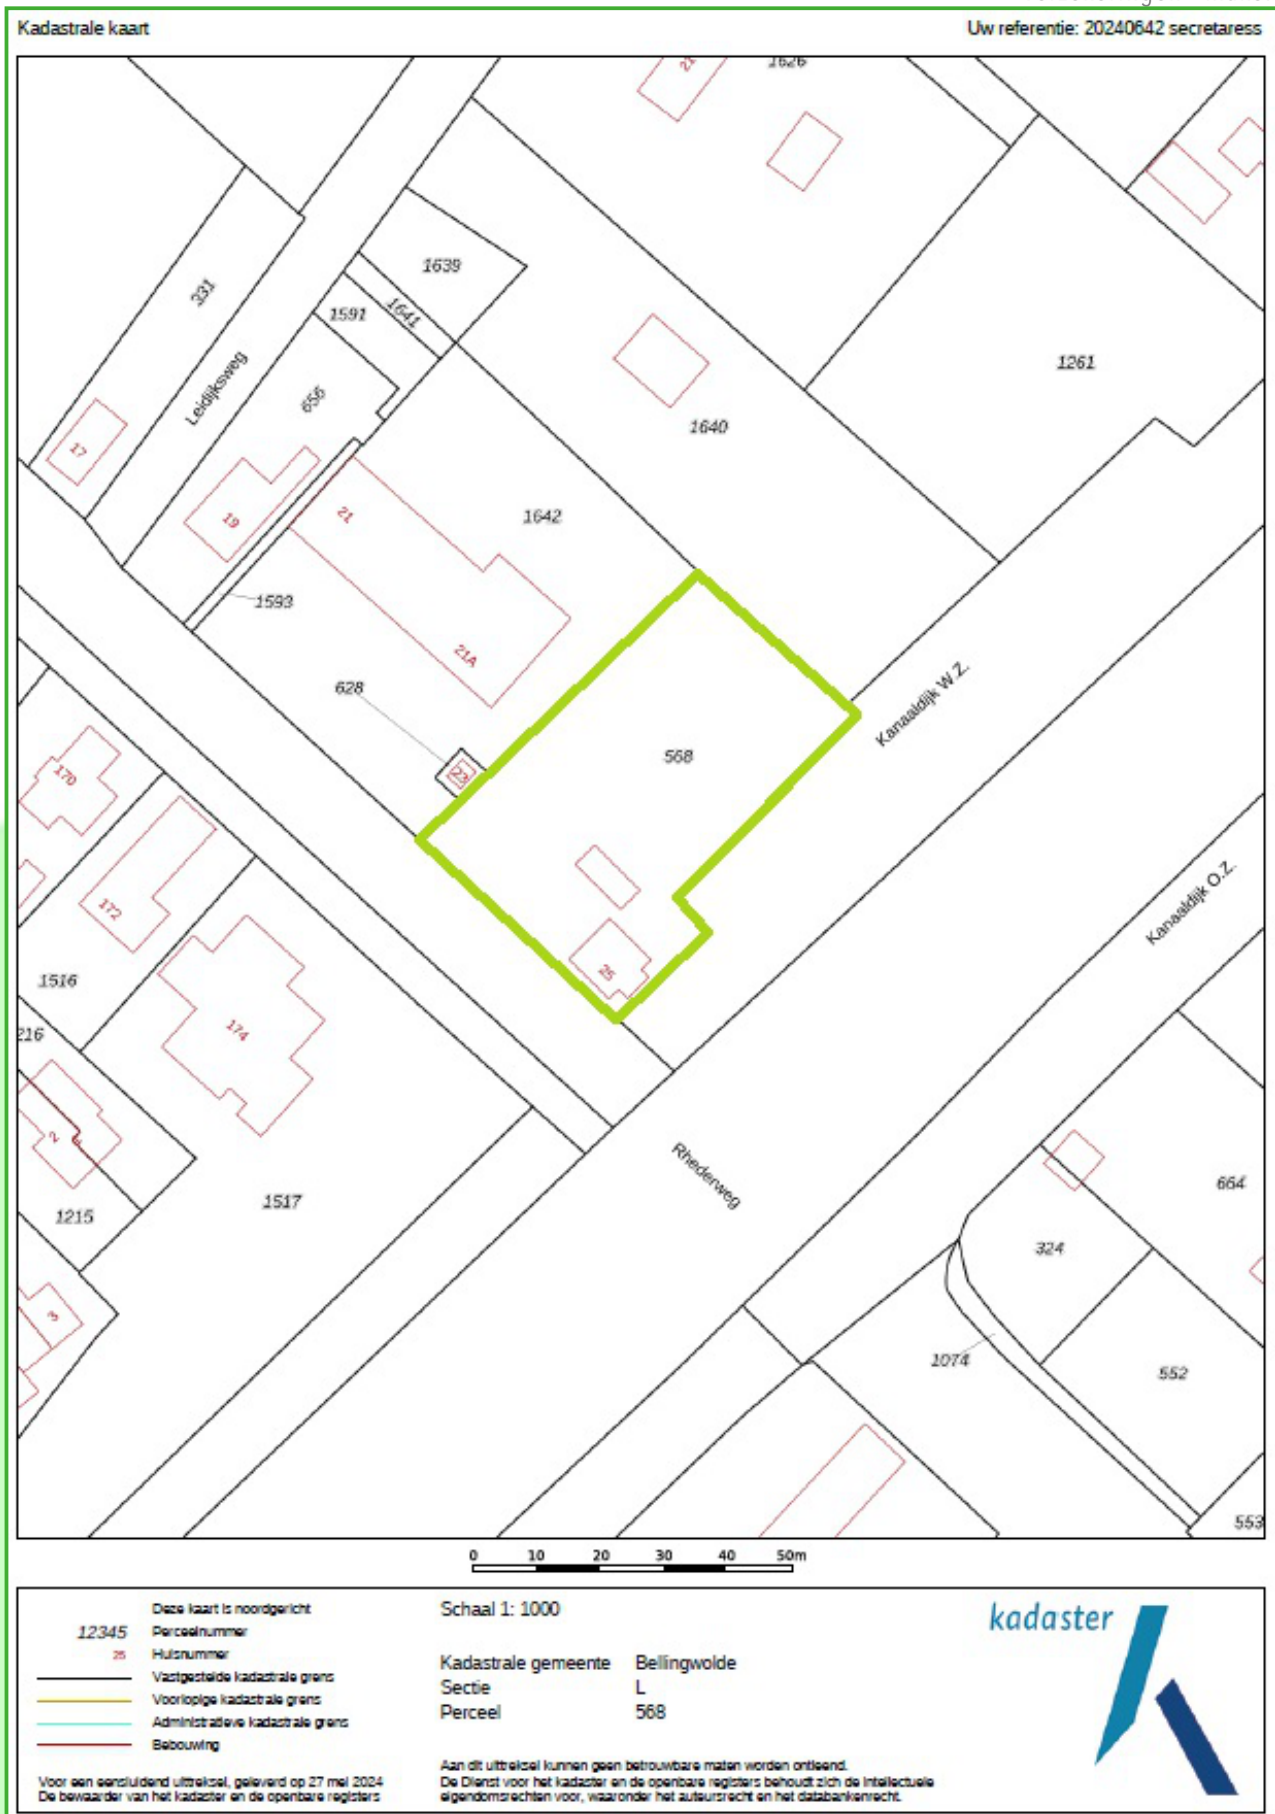 Kadastrale kaart
Uw referentie: 20240642 secretaress
21
1626
1639
331
1591
1641
1261
Leidijksweg
656
1640
17
19
21
1642
1593
21A
628
Kanaaldijk W.Z.
568
23
170
172
Kanaaldijk O.Z.
25
1516
174
216
2
Rhederweg
664
1517
1215
324
3
1074
552
553
0 10 20 30 40 50m
Deze kaart is noordgericht
12345 Perceelnummer
25 Huisnummer
Vastgestelde kadastrale grens
Voorlopige kadastrale grens
Administratieve kadastrale grens
Bebouwing
Voor een eensluidend uittreksel, geleverd op 27 mei 2024
De bewaarder van het kadaster en de openbare registers
Schaal 1: 1000
Kadastrale gemeente Bellingwolde
Sectie L
Perceel 568
Aan dit uittreksel kunnen geen betrouwbare maten worden ontleend.
De Dienst voor het kadaster en de openbare registers behoudt zich de intellectuele
eigendomsrechten voor, waaronder het auteursrecht en het databankenrecht.
kadaster